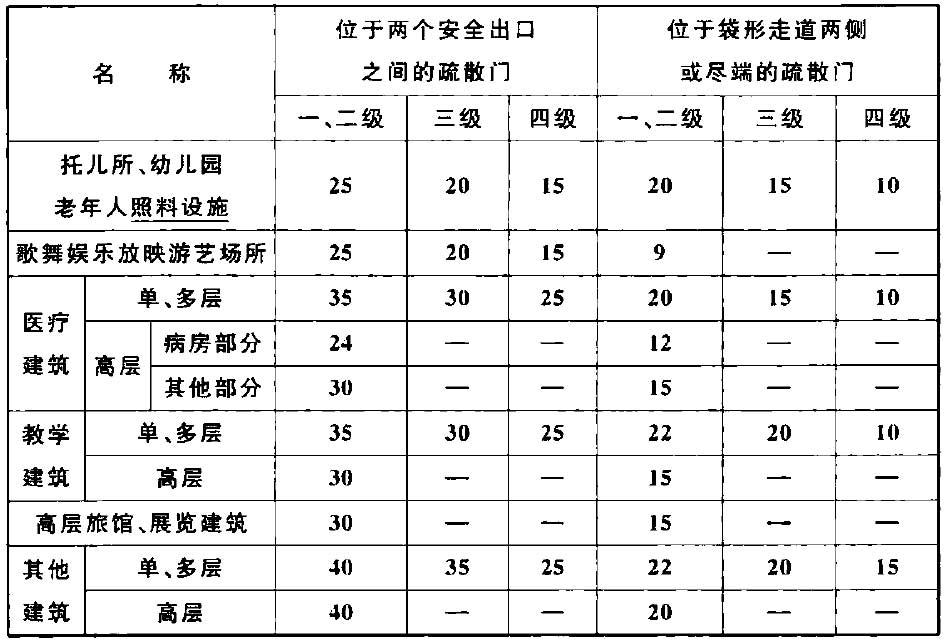 名 称 位于两个安全出口之间的疏散门 位于袋形走道两侧或尽端的疏散门
一、二级 三级 四级 一、二级 三级 四级
托儿所、幼儿园
老年人照料设施 25 20 15 20 15 10
歌舞娱乐放映游艺场所 25 20 15 9 — —
医疗建筑 单、多层 35 30 25 20 15 10
高层 病房部分 24 — — 12 — —
其他部分 30 — — 15 — —
教学建筑 单、多层 35 30 25 22 20 10
高层 30 — — 15 — —
高层旅馆、展览建筑 30 — — 15 — —
其他建筑 单、多层 40 35 25 22 20 15
高层 40 — — 20 — —